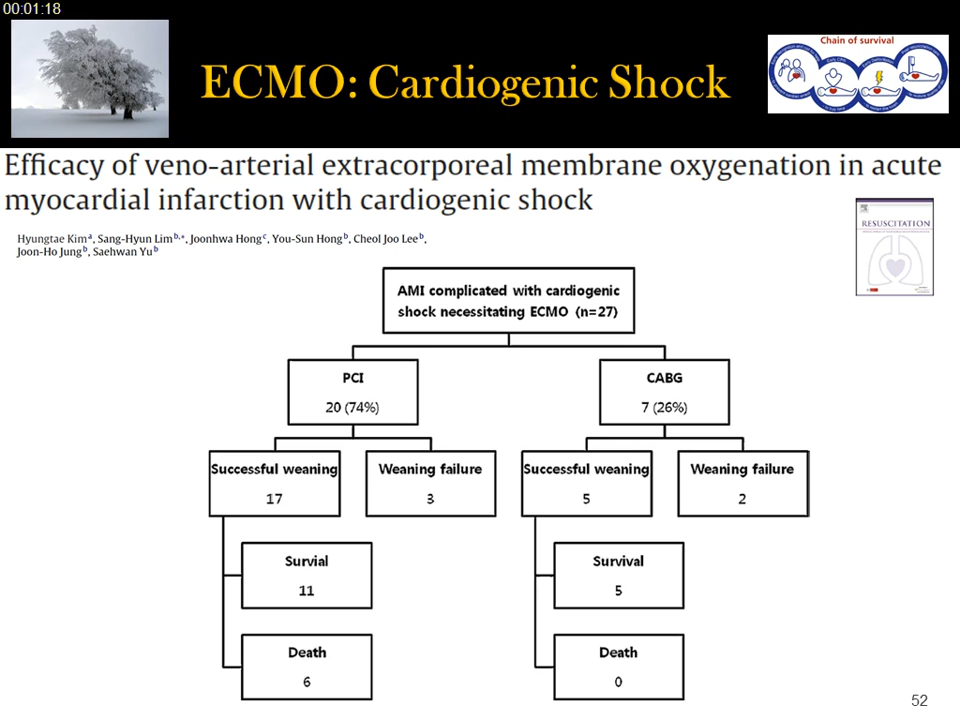 00:01:18
ECMO: Cardiogenic Shock
Chain of survival
Efficacy of veno-arterial extracorporeal membrane oxygenation in acute
myocardial infarction with cardiogenic shock
Hyungtae Kim a, Sang-Hyun Lim b,*, Joonhwa Hong c, You-Sun Hong b, Cheol Joo Lee b,
Joon-Ho Jung b, Saehwan Yu b
RESUSCITATION
AMI complicated with cardiogenic
shock necessitating ECMO (n=27)
PCI
20 (74%)
CABG
7 (26%)
Successful weaning
17
Weaning failure
3
Successful weaning
5
Weaning failure
2
Survial
11
Survival
5
Death
6
Death
0
52